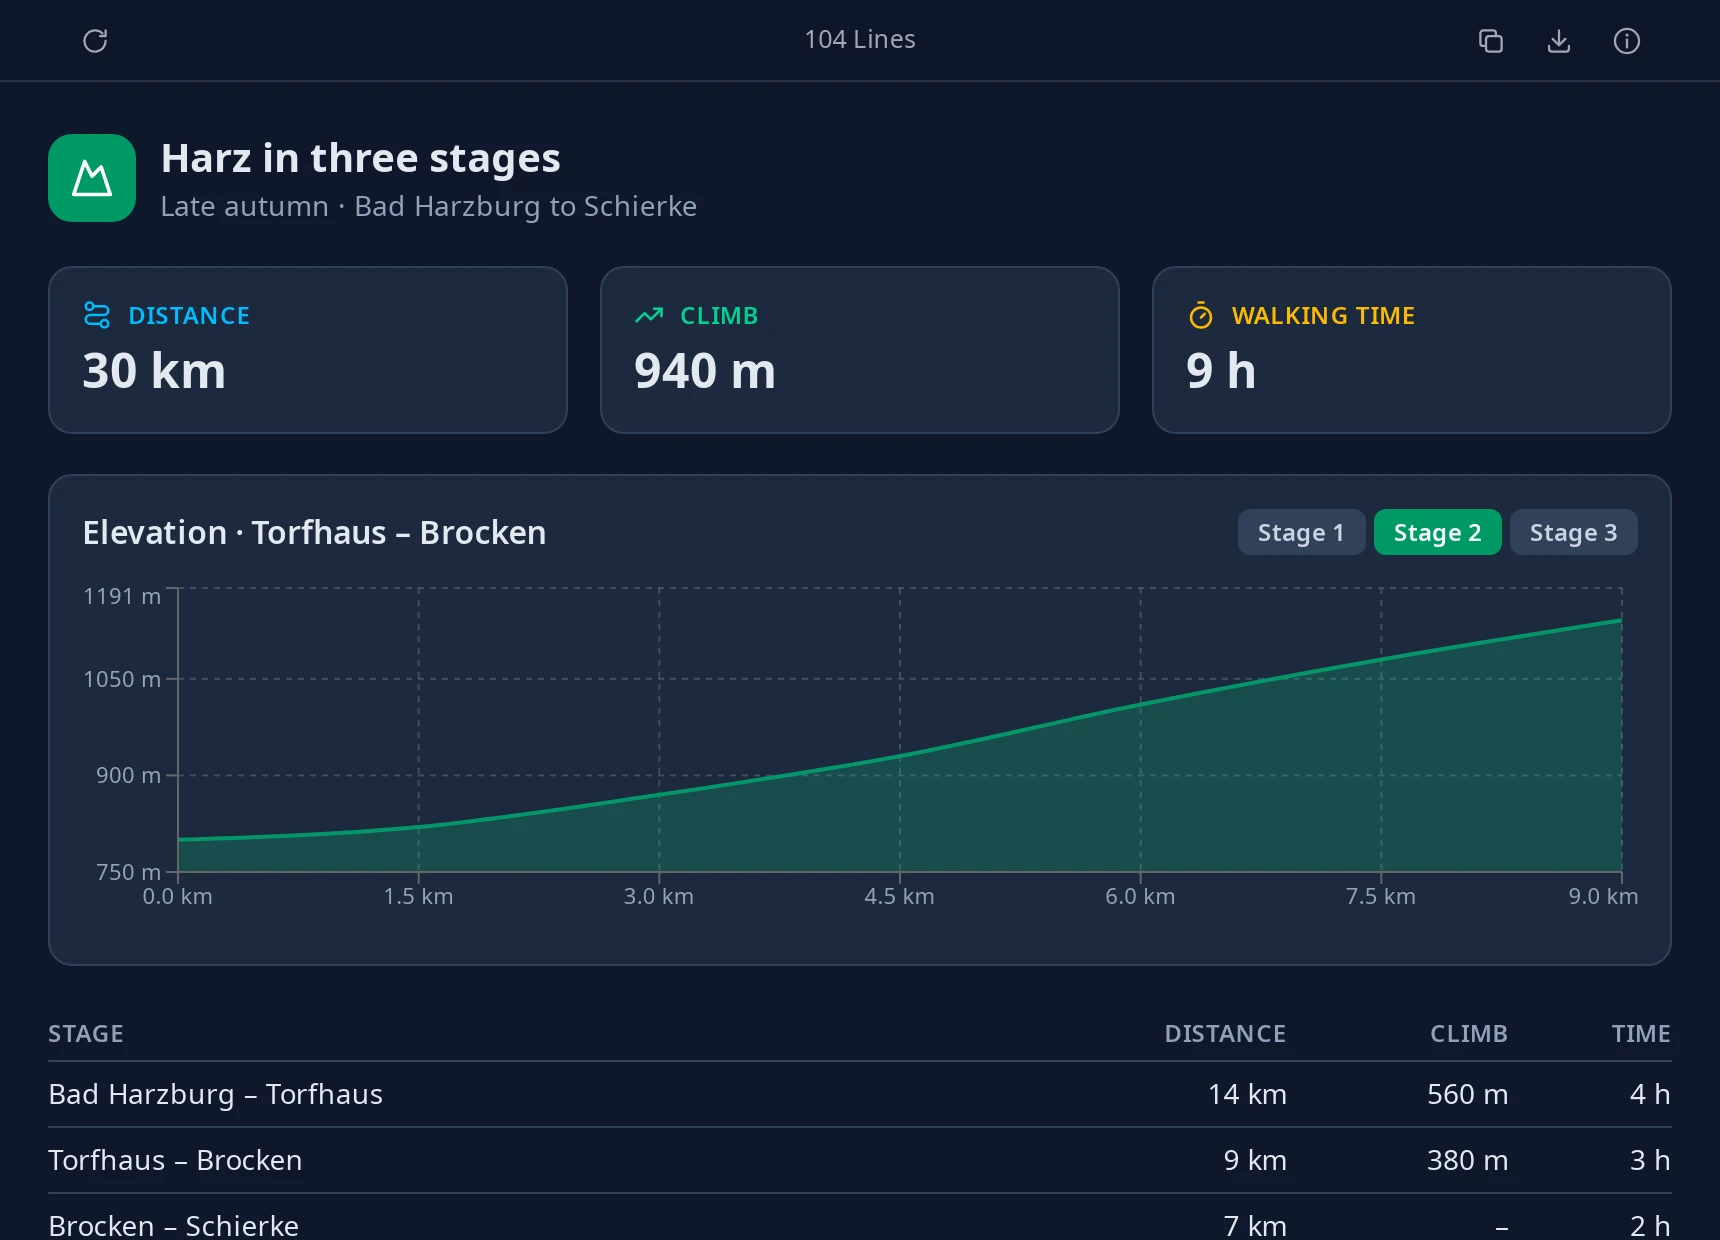 104 Lines
Harz in three stages
Late autumn · Bad Harzburg to Schierke
DISTANCE
30 km
CLIMB
940 m
WALKING TIME
9 h
Elevation · Torfhaus – Brocken
Stage 1 Stage 2 Stage 3
1191 m
1050 m
900 m
750 m
0.0 km 1.5 km 3.0 km 4.5 km 6.0 km 7.5 km 9.0 km
STAGE DISTANCE CLIMB TIME
Bad Harzburg – Torfhaus 14 km 560 m 4 h
Torfhaus – Brocken 9 km 380 m 3 h
Brocken – Schierke 7 km – 2 h